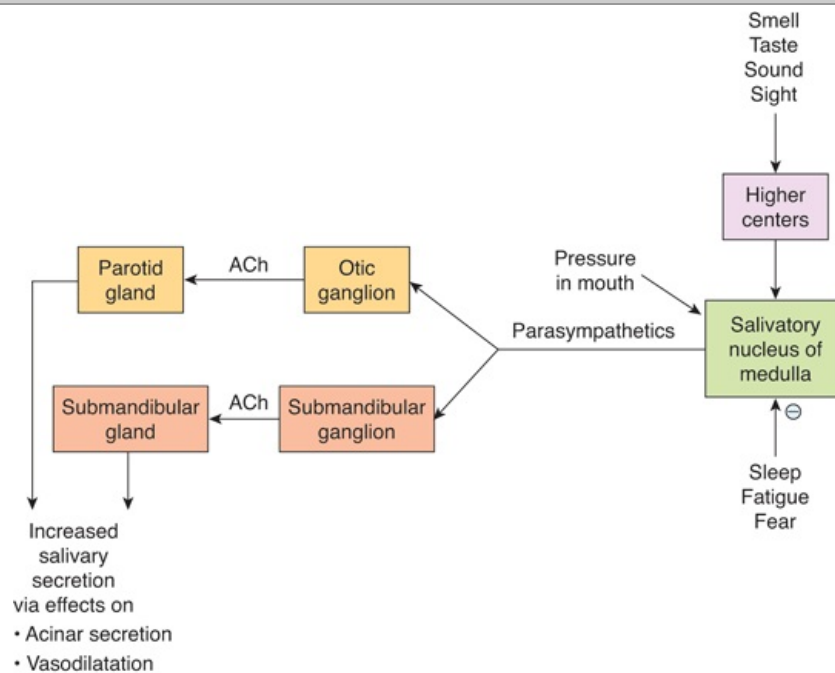 Smell
Taste
Sound
Sight
Higher
centers
Pressure
in mouth
Salivatory
nucleus of
medulla
Parasympathetics
Otic
ganglion
ACh
Parotid
gland
Submandibular
ganglion
ACh
Submandibular
gland
⊖
Sleep
Fatigue
Fear
Increased
salivary
secretion
via effects on
• Acinar secretion
• Vasodilatation